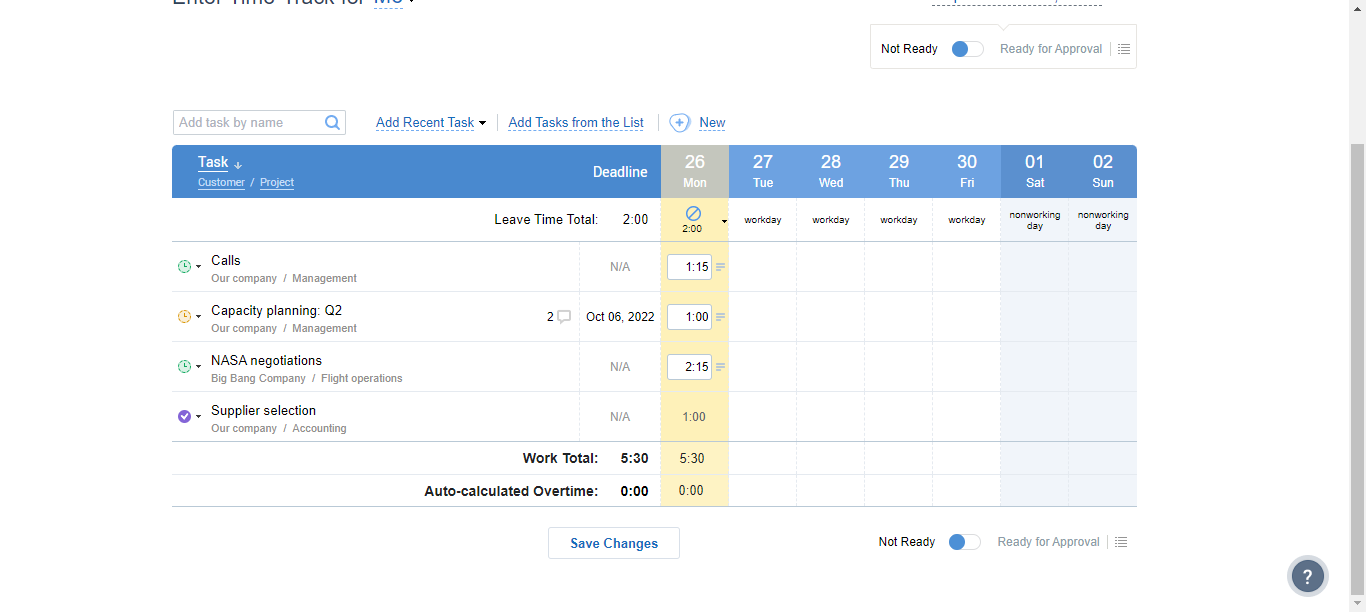 Enter Time-Track for Me
Not Ready Ready for Approval
Add task by name Add Recent Task Add Tasks from the List New
Task Deadline 26 27 28 29 30 01 02
Customer / Project Mon Tue Wed Thu Fri Sat Sun
Leave Time Total: 2:00 2:00 workday workday workday workday nonworking day nonworking day
Calls N/A 1:15
Our company / Management
Capacity planning: Q2 2 Oct 06, 2022 1:00
Our company / Management
NASA negotiations N/A 2:15
Big Bang Company / Flight operations
Supplier selection N/A 1:00
Our company / Accounting
Work Total: 5:30 5:30
Auto-calculated Overtime: 0:00 0:00
Save Changes Not Ready Ready for Approval
?